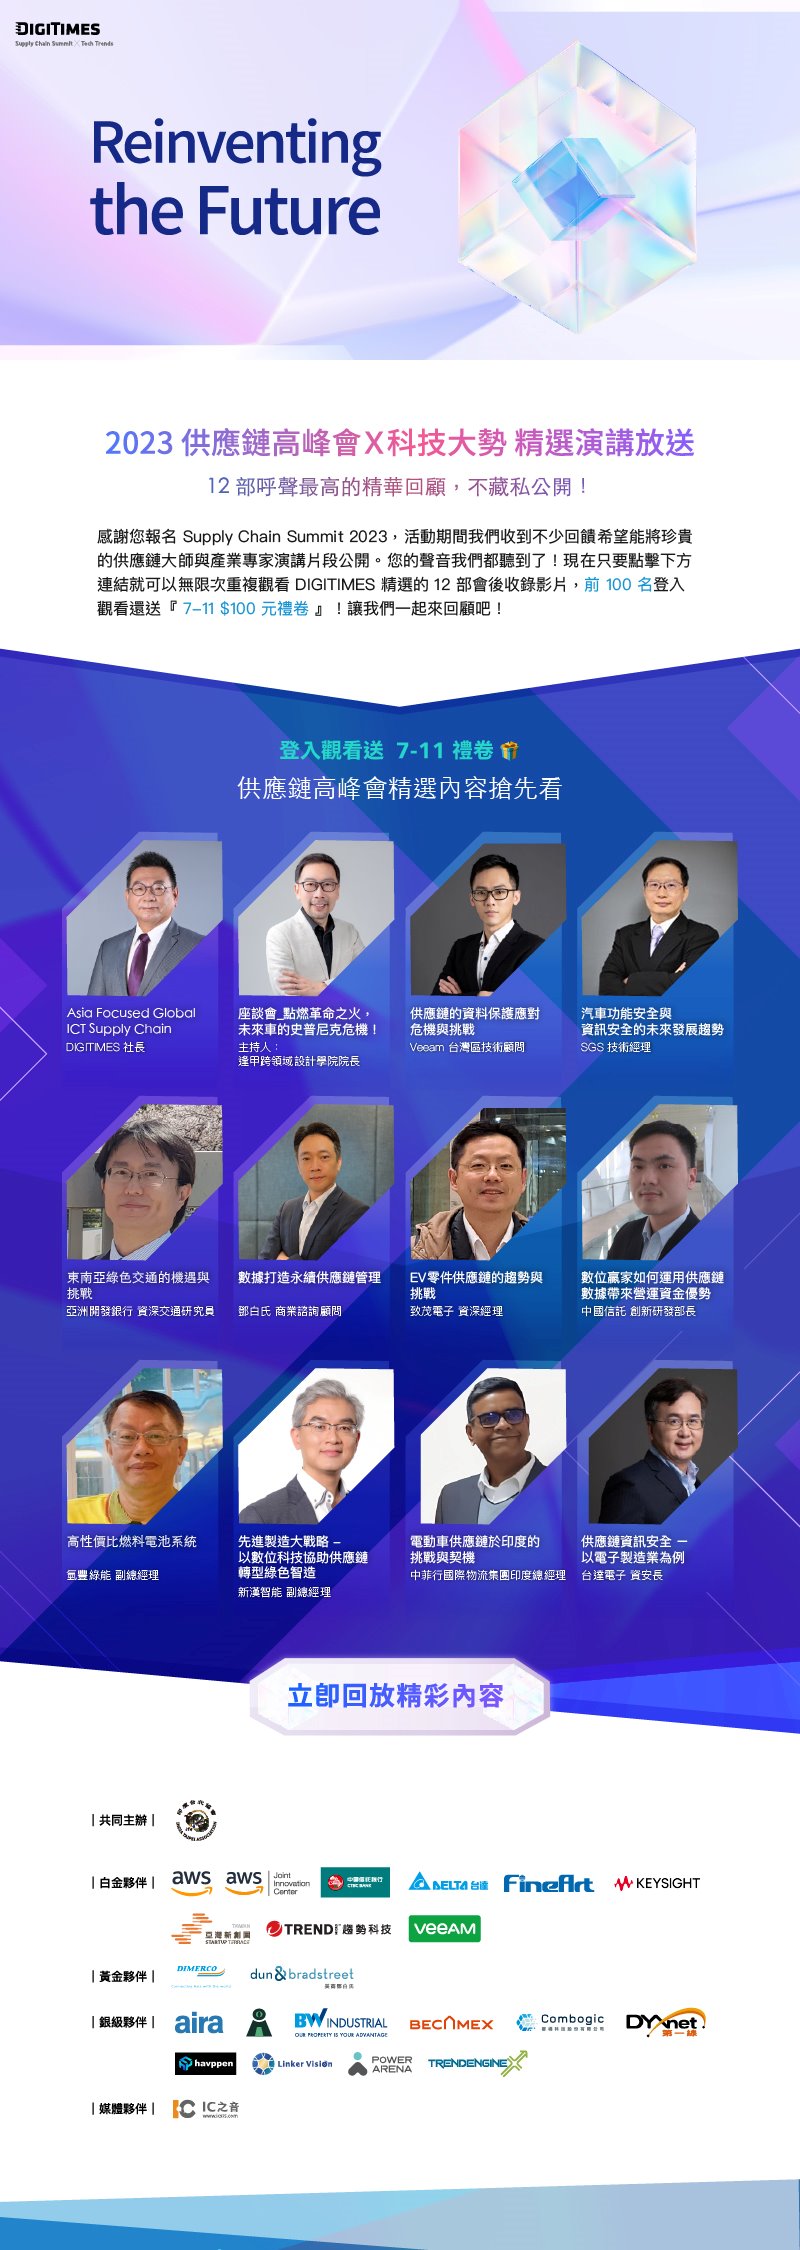 DIGITIMES
Supply Chain Summit × Tech Trends
Reinventing
the Future
2023 供應鏈高峰會X科技大勢 精選演講放送
12 部呼聲最高的精華回顧，不藏私公開！
感謝您報名 Supply Chain Summit 2023，活動期間我們收到不少回饋希望能將珍貴
的供應鏈大師與產業專家演講片段公開。您的聲音我們都聽到了！現在只要點擊下方
連結就可以無限次重複觀看 DIGITIMES 精選的 12 部會後收錄影片，前 100 名登入
觀看還送『 7-11 $100 元禮卷 』！讓我們一起來回顧吧！
登入觀看送 7-11 禮卷
供應鏈高峰會精選內容搶先看
Asia Focused Global
ICT Supply Chain
DIGITIMES 社長
座談會_點燃革命之火，
未來車的史普尼克危機！
主持人：
逢甲跨領域設計學院院長
供應鏈的資料保護應對
危機與挑戰
Veeam 台灣區技術顧問
汽車功能安全與
資訊安全的未來發展趨勢
SGS 技術經理
東南亞綠色交通的機遇與
挑戰
亞洲開發銀行 資深交通研究員
數據打造永續供應鏈管理
鄧白氏 商業諮詢顧問
EV零件供應鏈的趨勢與
挑戰
致茂電子 資深經理
數位贏家如何運用供應鏈
數據帶來營運資金優勢
中國信託 創新研發部長
高性價比燃料電池系統
氫豐綠能 副總經理
先進製造大戰略 –
以數位科技協助供應鏈
轉型綠色智造
新漢智能 副總經理
電動車供應鏈於印度的
挑戰與契機
中菲行國際物流集團印度總經理
供應鏈資訊安全 —
以電子製造業為例
台達電子 資安長
立即回放精彩內容
|共同主辦|
印度台北協會
INDIA TAIPEI ASSOCIATION
|白金夥伴|
aws
aws
Joint
Innovation
Center
中國信託銀行
CTBC BANK
DELTA 台達
FineArt
KEYSIGHT
TAIWAN
亞灣新創園
STARTUP TERRACE
TREND MICRO 趨勢科技
veeAM
|黃金夥伴|
DIMERCO
dun & bradstreet
美商鄧白氏
|銀級夥伴|
aira
BW INDUSTRIAL
OUR PROPERTY IS YOUR ADVANTAGE
BECAMEX
Combogic
DYXnet
第一線
havppen
Linker Vision
POWER
ARENA
TRENDENGINE
|媒體夥伴|
IC之音